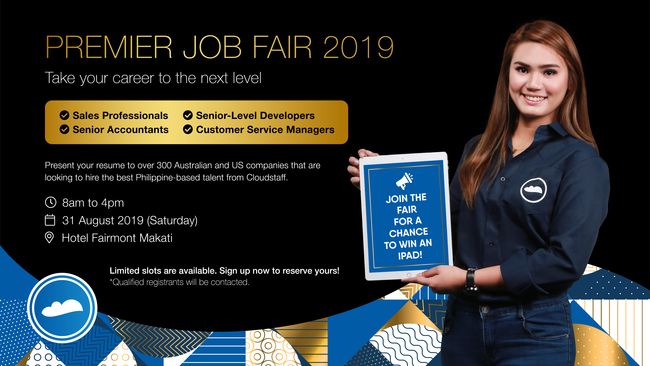 PREMIER JOB FAIR 2019
Take your career to the next level
Sales Professionals
Senior-Level Developers
Senior Accountants
Customer Service Managers
Present your resume to over 300 Australian and US companies that are
looking to hire the best Philippine-based talent from Cloudstaff.
8am to 4pm
31 August 2019 (Saturday)
Hotel Fairmont Makati
Limited slots are available. Sign up now to reserve yours!
*Qualified registrants will be contacted.
JOIN THE
FAIR
FOR A
CHANCE
TO WIN AN
IPAD!